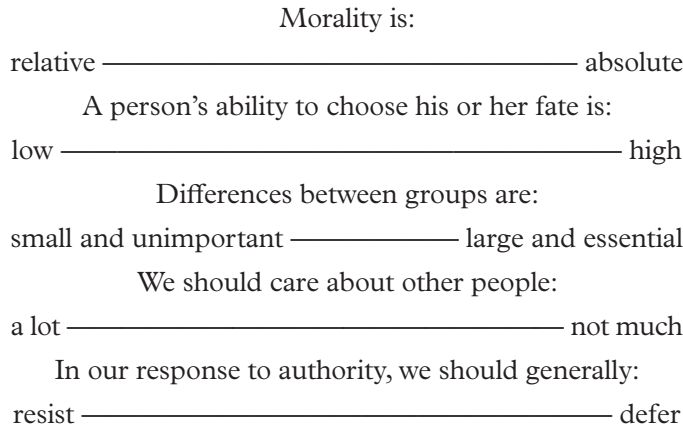 Morality is:
relative absolute
A person’s ability to choose his or her fate is:
low high
Differences between groups are:
small and unimportant large and essential
We should care about other people:
a lot not much
In our response to authority, we should generally:
resist defer